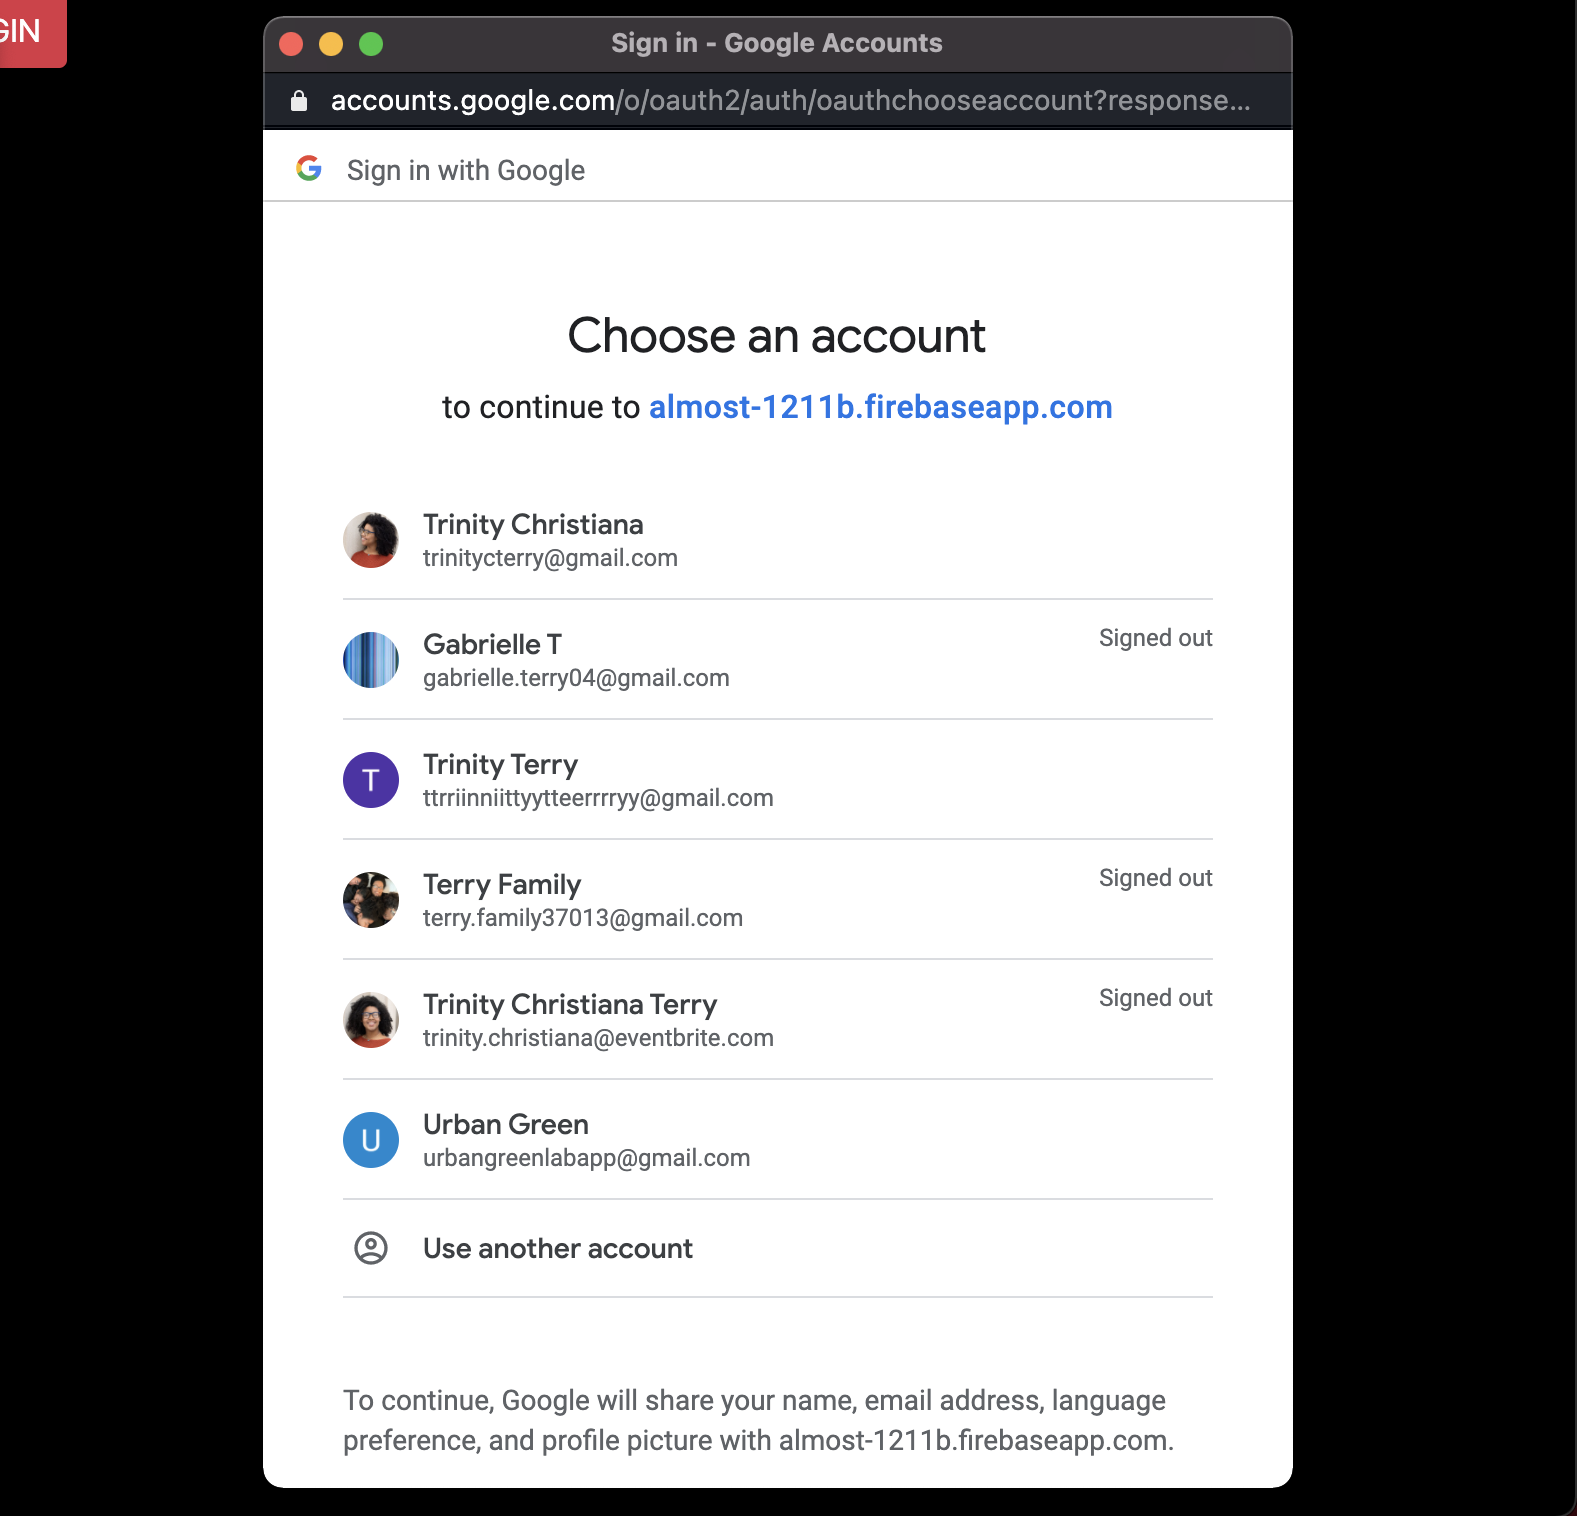 GIN
Sign in - Google Accounts
accounts.google.com/o/oauth2/auth/oauthchooseaccount?response...
Sign in with Google
Choose an account
to continue to almost-1211b.firebaseapp.com
Trinity Christiana
trinitycterry@gmail.com
Gabrielle T
Signed out
gabrielle.terry04@gmail.com
T
Trinity Terry
ttrriinniittyytteerrrryy@gmail.com
Terry Family
Signed out
terry.family37013@gmail.com
Trinity Christiana Terry
Signed out
trinity.christiana@eventbrite.com
U
Urban Green
urbangreenlabapp@gmail.com
Use another account
To continue, Google will share your name, email address, language
preference, and profile picture with almost-1211b.firebaseapp.com.